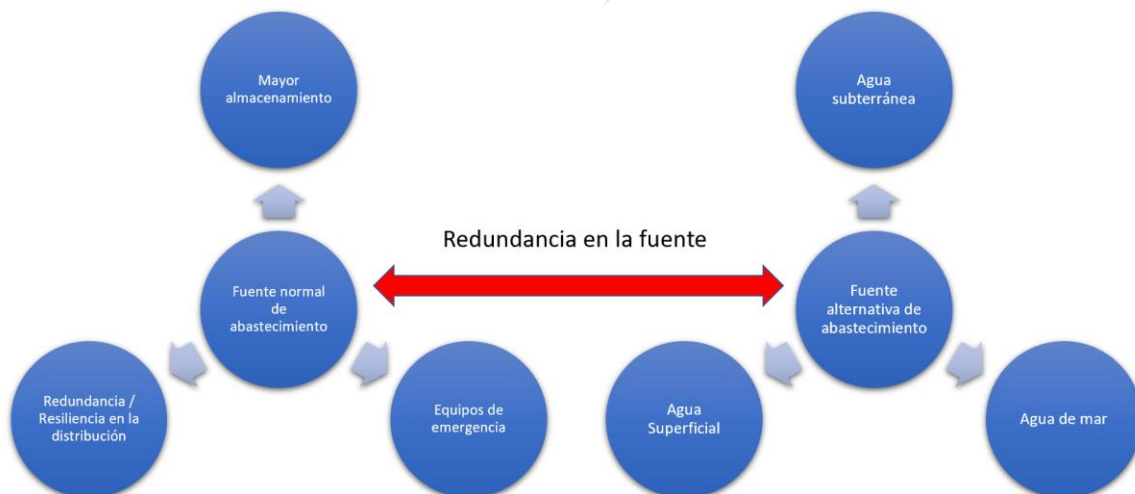 Mayor
almacenamiento
Agua
subterránea
Redundancia en la fuente
Fuente normal
de
abastecimiento
Fuente
alternativa de
abastecimiento
Redundancia /
Resiliencia en la
distribución
Equipos de
emergencia
Agua
Superficial
Agua de mar